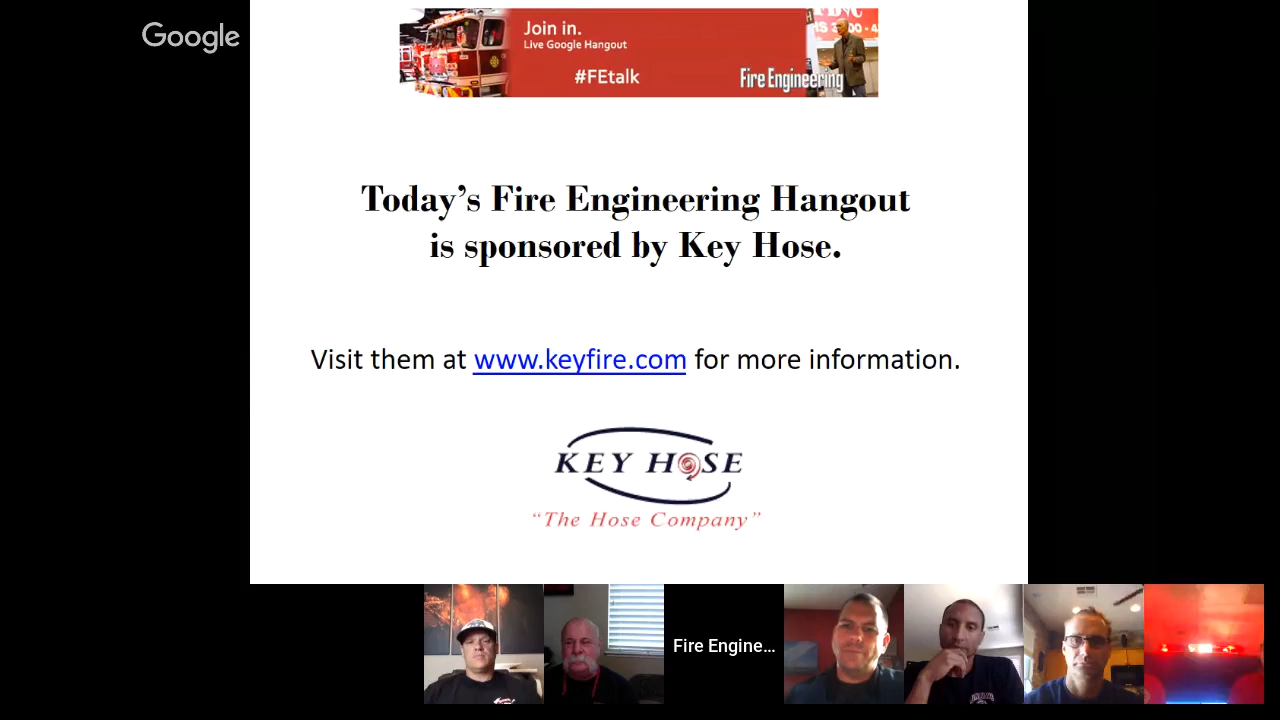 Google
Join in.
Live Google Hangout
#FEtalk
Fire Engineering
Today's Fire Engineering Hangout
is sponsored by Key Hose.
Visit them at www.keyfire.com for more information.
KEY HOSE
"The Hose Company"
Fire Engine...